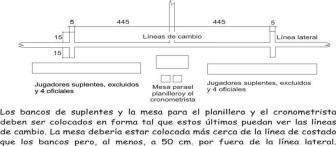 5 445 445 5
15 Líneas de cambio Línea lateral
15
Jugadores suplentes, excluidos
y 4 oficiales
Mesa parael
planilleroy el
cronometrista
Jugadores suplentes, excluidos
y 4 oficiales
Los bancos de suplentes y la mesa para el planillero y el cronometrista
deben ser colocados en forma tal que estos últimos puedan ver las líneas
de cambio. La mesa debería estar colocada más cerca de la línea de costado
que los bancos pero, al menos, a 50 cm. por fuera de la línea lateral